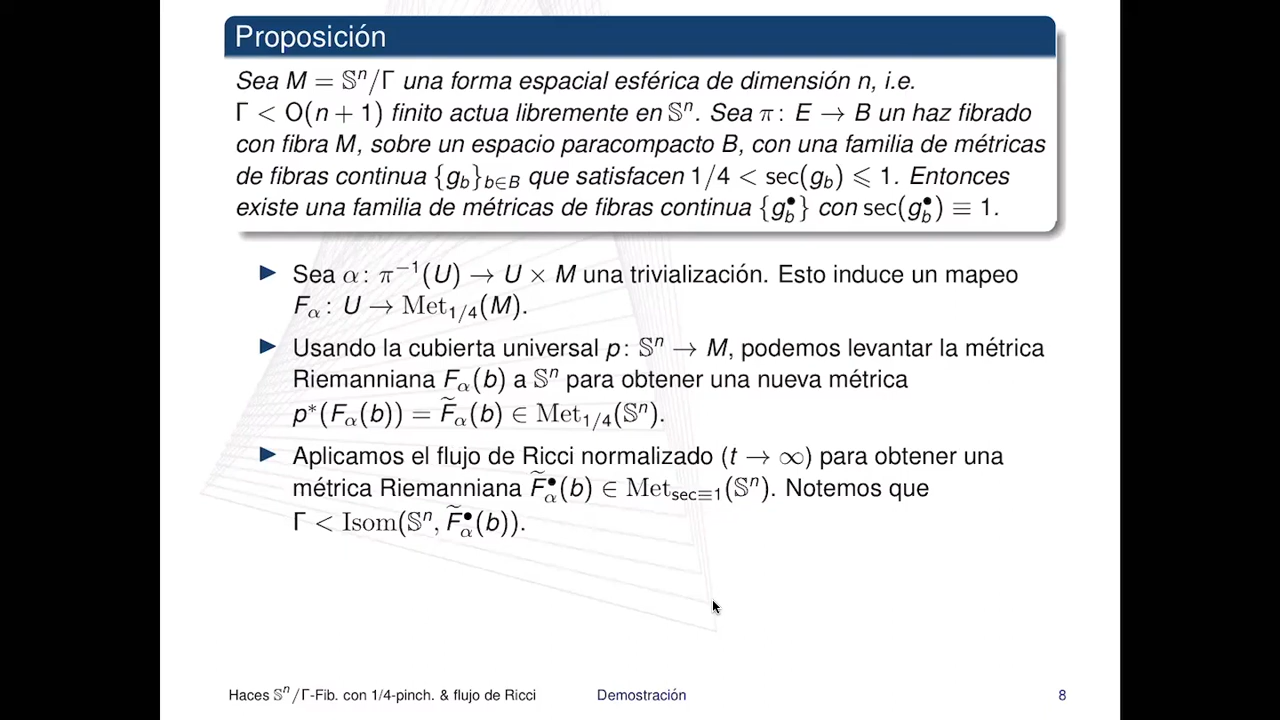 Proposición
Sea M = 𝕊ⁿ/Γ una forma espacial esférica de dimensión n, i.e.
Γ < O(n + 1) finito actua libremente en 𝕊ⁿ. Sea π: E → B un haz fibrado
con fibra M, sobre un espacio paracompacto B, con una familia de métricas
de fibras continua {g_b}_{b∈B} que satisfacen 1/4 < sec(g_b) ⩽ 1. Entonces
existe una familia de métricas de fibras continua {g_b^•} con sec(g_b^•) ≡ 1.
▶ Sea α: π⁻¹(U) → U × M una trivialización. Esto induce un mapeo
F_α: U → Met_{1/4}(M).
▶ Usando la cubierta universal p: 𝕊ⁿ → M, podemos levantar la métrica
Riemanniana F_α(b) a 𝕊ⁿ para obtener una nueva métrica
p*(F_α(b)) = F̃_α(b) ∈ Met_{1/4}(𝕊ⁿ).
▶ Aplicamos el flujo de Ricci normalizado (t → ∞) para obtener una
métrica Riemanniana F̃_α^•(b) ∈ Met_{sec≡1}(𝕊ⁿ). Notemos que
Γ < Isom(𝕊ⁿ, F̃_α^•(b)).
Haces 𝕊ⁿ/Γ-Fib. con 1/4-pinch. & flujo de Ricci Demostración 8